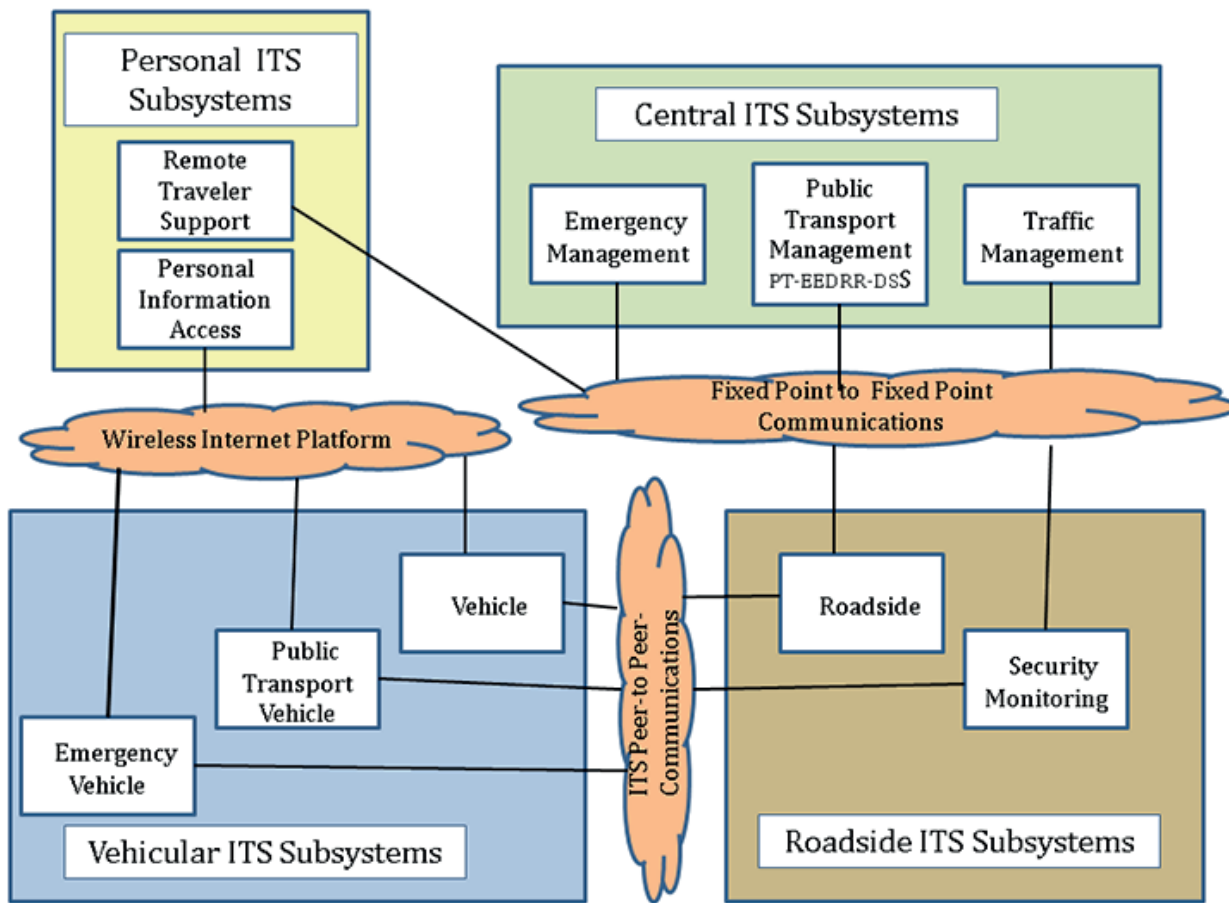 Personal ITS
Subsystems
Remote
Traveler
Support
Personal
Information
Access
Central ITS Subsystems
Emergency
Management
Public
Transport
Management
PT-EEDRR-DSS
Traffic
Management
Wireless Internet Platform
Fixed Point to Fixed Point
Communications
Vehicle
Public
Transport
Vehicle
Emergency
Vehicle
Vehicular ITS Subsystems
ITS Peer-to Peer-
Communications
Roadside
Security
Monitoring
Roadside ITS Subsystems